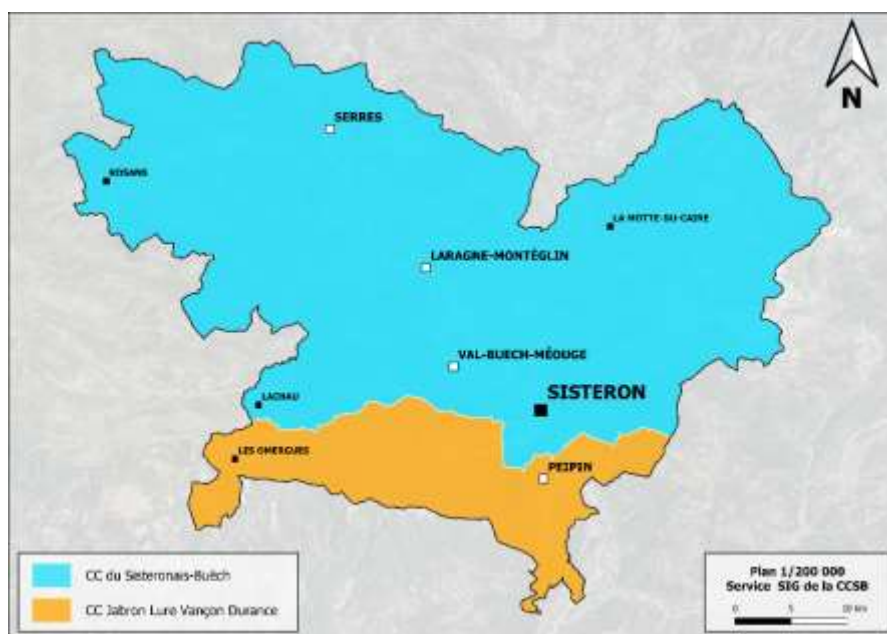 N
SERRES
ROSANS
LA MOTTE-DU-CAIRE
LARAGNE-MONTÉGLIN
VAL-BUECH-MÉOUGE
SISTERON
LACHAU
LES OMERGUES
PEIPIN
CC du Sisteronais-Buëch
CC Jabron Lure Vançon Durance
Plan 1/200 000
Service SIG de la CCSB
0 5 10 km